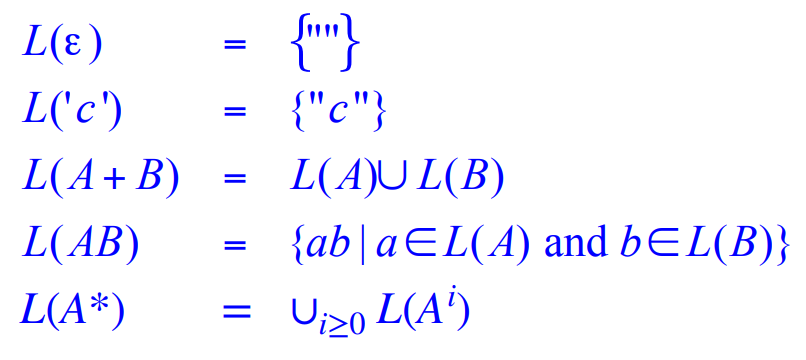 L(ε) = {""}
L('c') = {"c"}
L(A + B) = L(A) ∪ L(B)
L(AB) = {ab | a ∈ L(A) and b ∈ L(B)}
L(A*) = ∪_{i≥0} L(A^i)